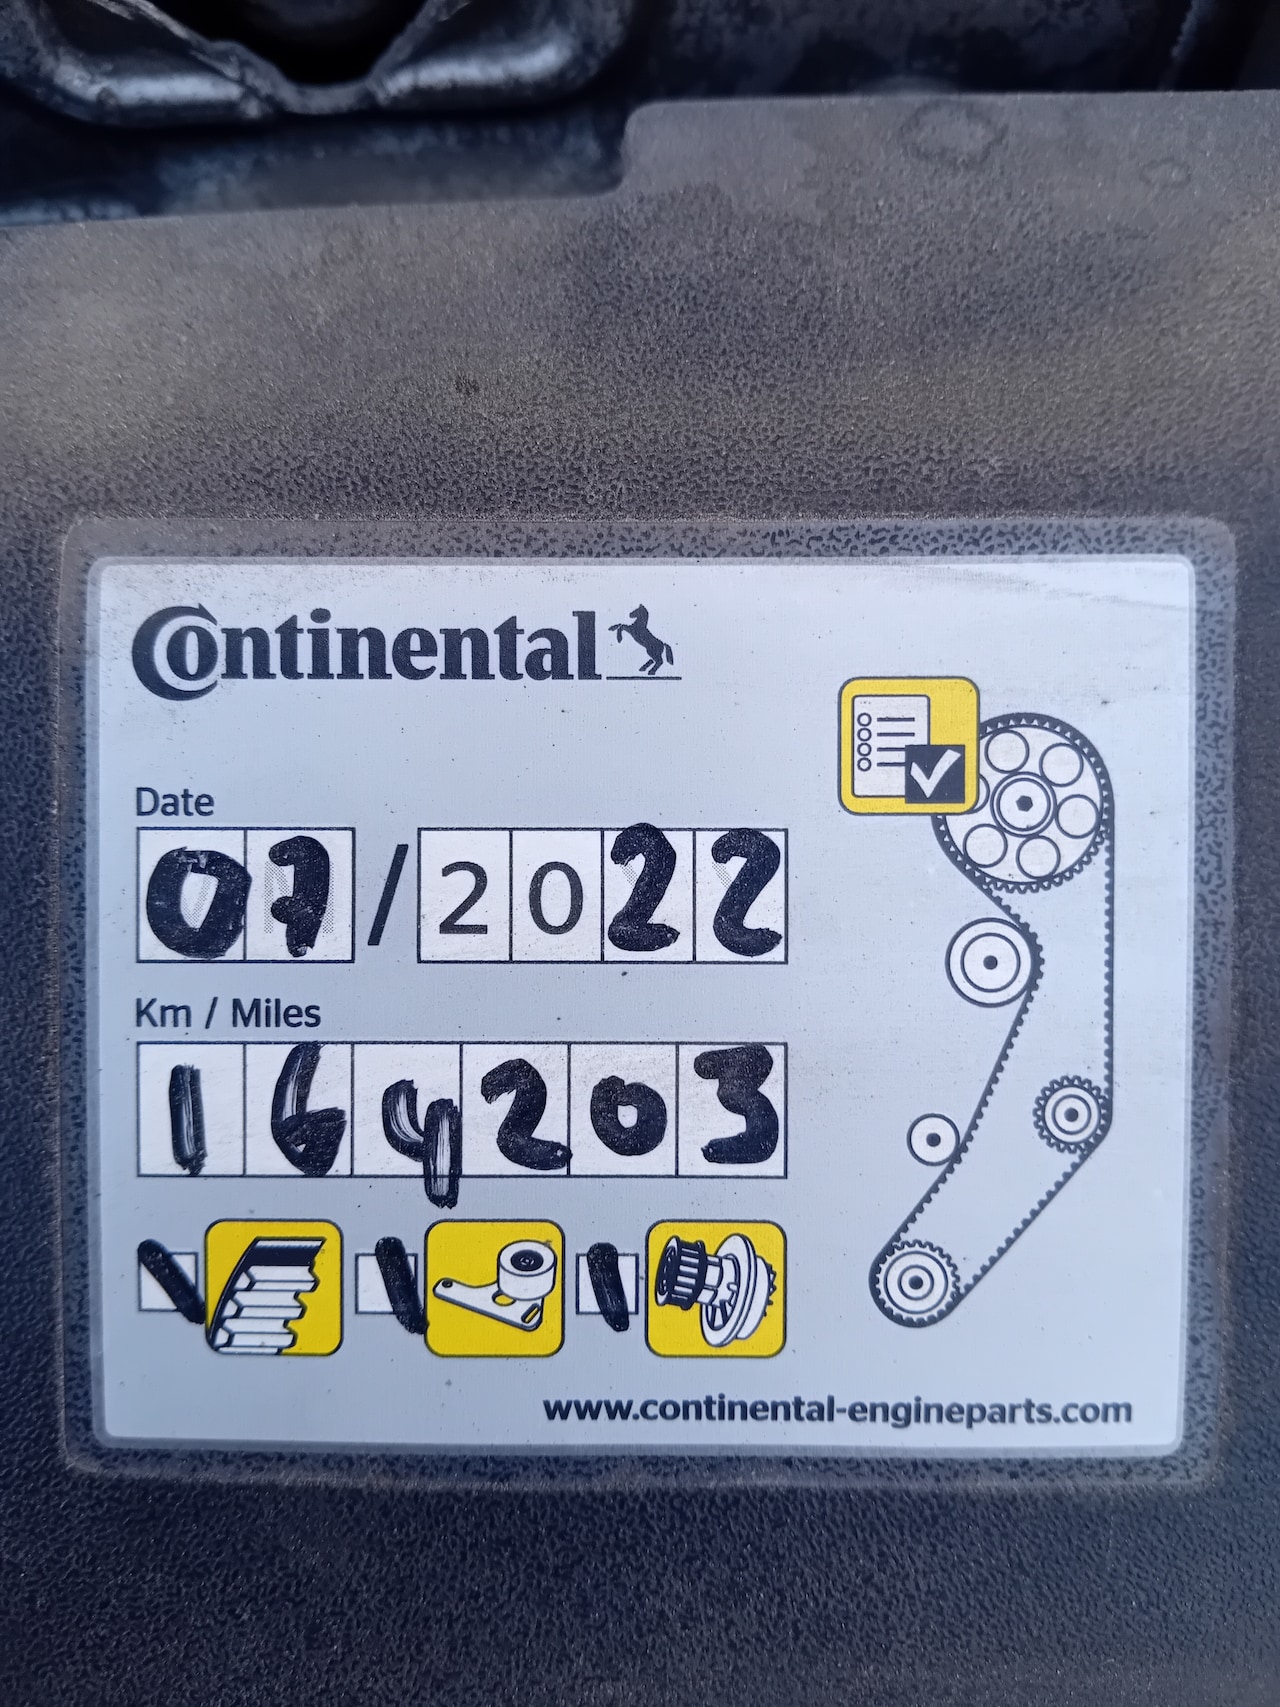 Continental
Date
07/2022
Km / Miles
164203
www.continental-engineparts.com